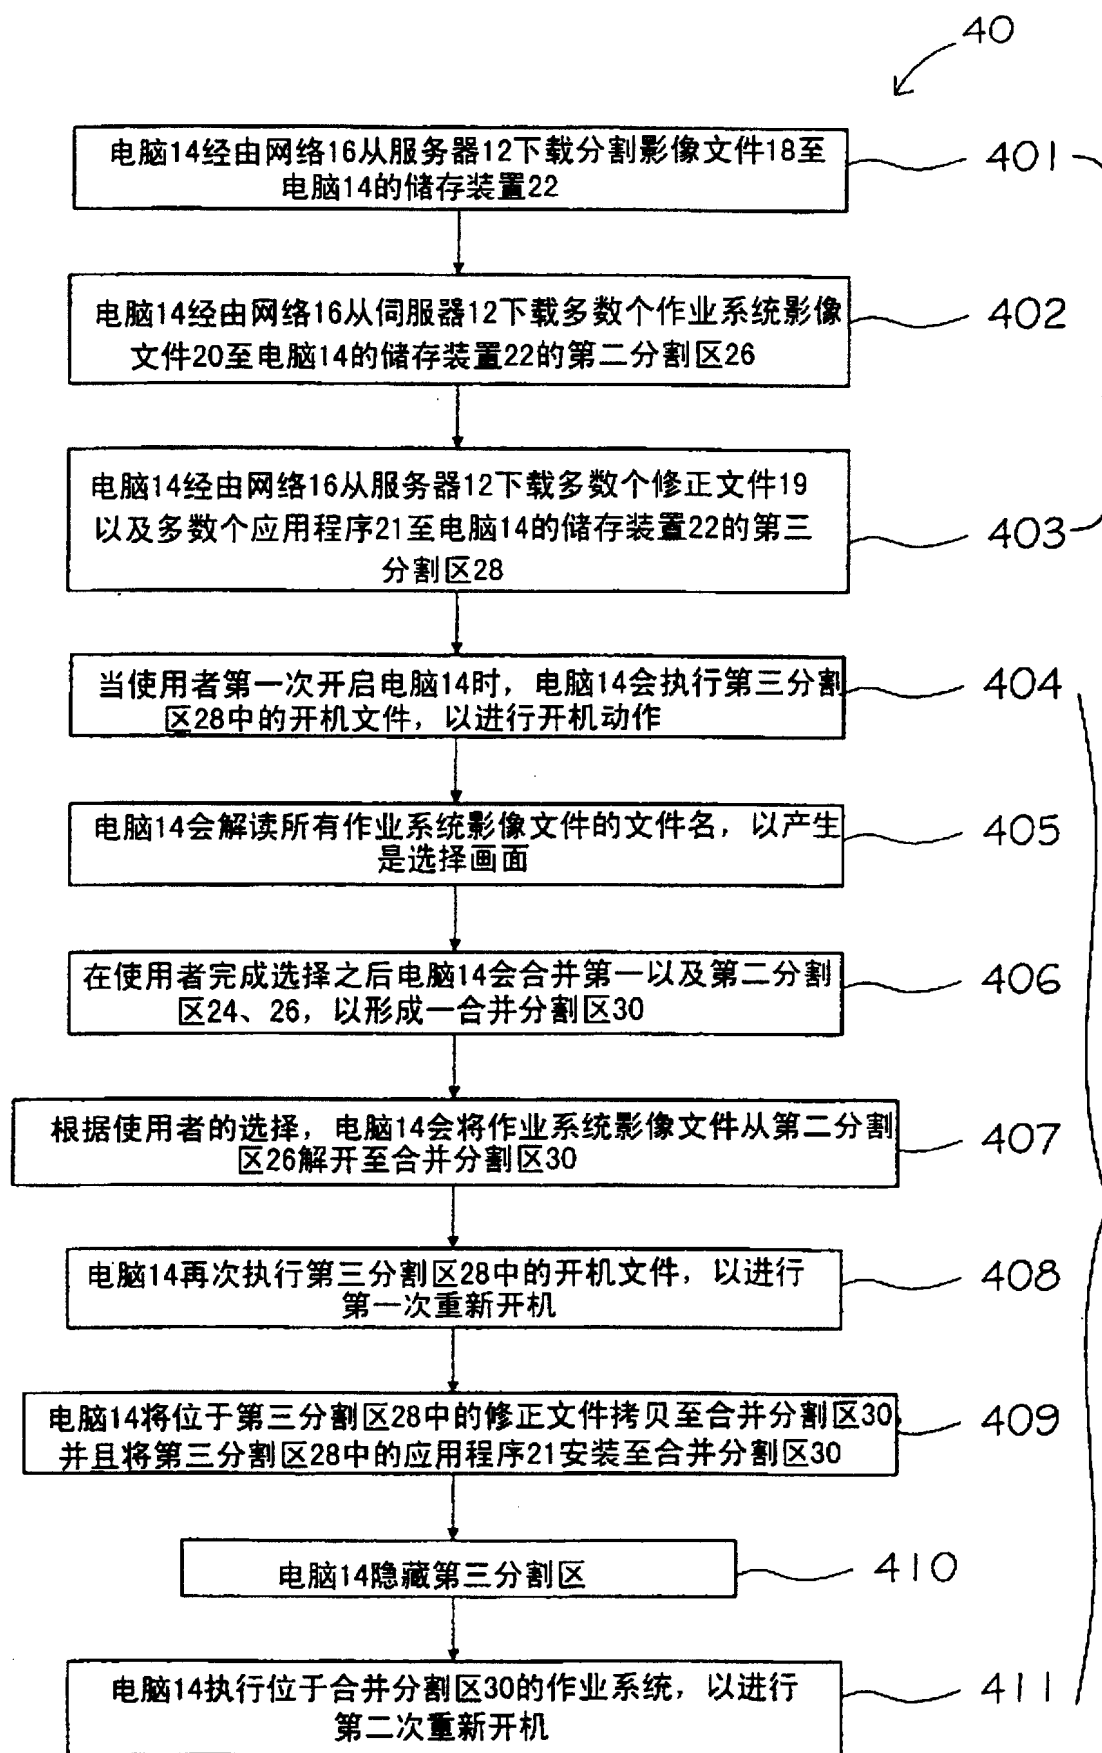 40
电脑14经由网络16从服务器12下载分割影像文件18至
电脑14的储存装置22
401
电脑14经由网络16从伺服器12下载多数个作业系统影像
文件20至电脑14的储存装置22的第二分割区26
402
电脑14经由网络16从服务器12下载多数个修正文件19
以及多数个应用程序21至电脑14的储存装置22的第三
分割区28
403
当使用者第一次开启电脑14时，电脑14会执行第三分割
区28中的开机文件，以进行开机动作
404
电脑14会解读所有作业系统影像文件的文件名，以产生
是选择画面
405
在使用者完成选择之后电脑14会合并第一以及第二分割
区24、26，以形成一合并分割区30
406
根据使用者的选择，电脑14会将作业系统影像文件从第二分割
区26解开至合并分割区30
407
电脑14再次执行第三分割区28中的开机文件，以进行
第一次重新开机
408
电脑14将位于第三分割区28中的修正文件拷贝至合并分割区30
并且将第三分割区28中的应用程序21安装至合并分割区30
409
电脑14隐藏第三分割区
410
电脑14执行位于合并分割区30的作业系统，以进行
第二次重新开机
411